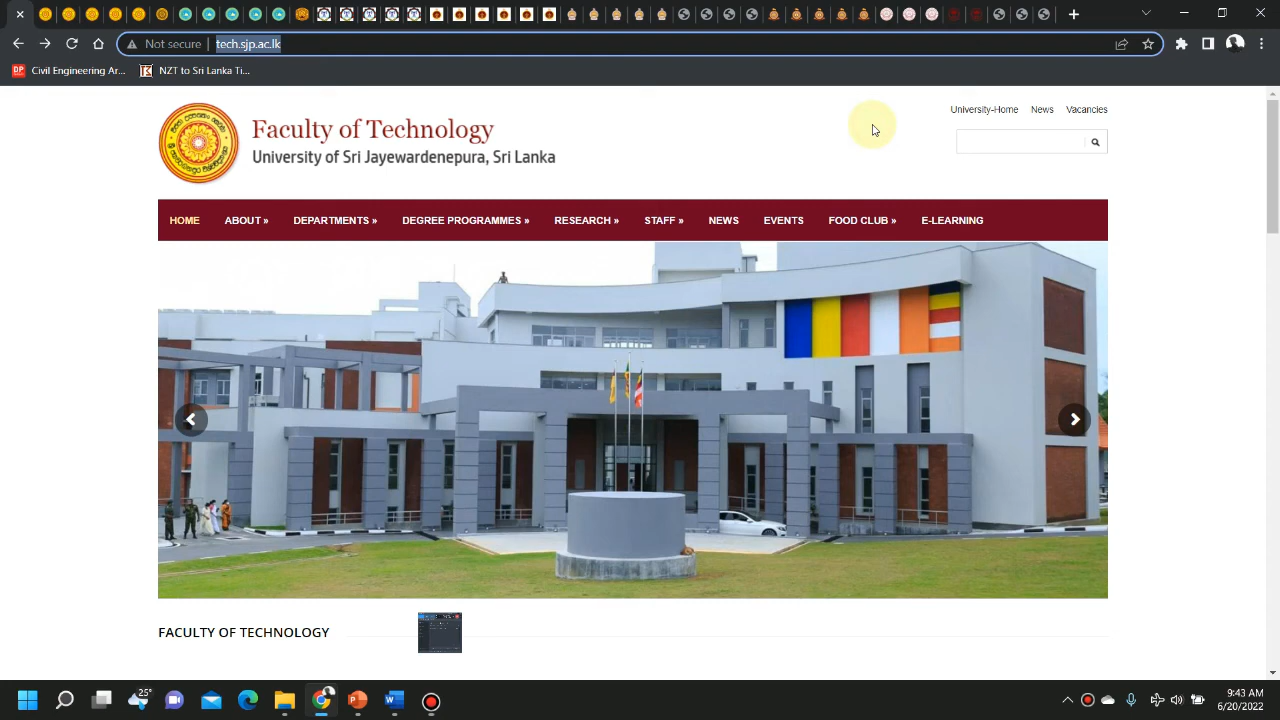 Not secure | tech.sjp.ac.lk
DP Civil Engineering Ar... NZT to Sri Lanka Ti...
University-Home News Vacancies
Faculty of Technology
University of Sri Jayewardenepura, Sri Lanka
HOME ABOUT » DEPARTMENTS » DEGREE PROGRAMMES » RESEARCH » STAFF » NEWS EVENTS FOOD CLUB » E-LEARNING
FACULTY OF TECHNOLOGY
25°
9:43 AM
6/20/2022